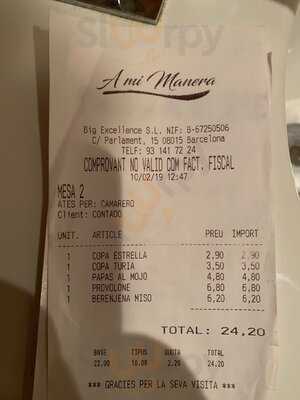 Sloorpy
A mi Manera
Big Excellence S.L. NIF: B-67250506
C/ Parlament, 15 08015 Barcelona
TELF: 93 141 72 24
COMPROVANT NO VALID COM FACT. FISCAL
10/02/19 12:47
MESA 2
ATES PER: CAMARERO
Client: CONTADO
UNIT. ARTICLE PREU IMPORT
1 COPA ESTRELLA 2,90 2,90
1 COPA TURIA 3,50 3,50
1 PAPAS AL MOJO 4,80 4,80
1 PROVOLONE 6,80 6,80
1 BERENJENA MISO 6,20 6,20
TOTAL: 24,20
BASE TIPUS QUOTA TOTAL
22.00 10.00 2.20 24.20
*** GRACIES PER LA SEVA VISITA ***